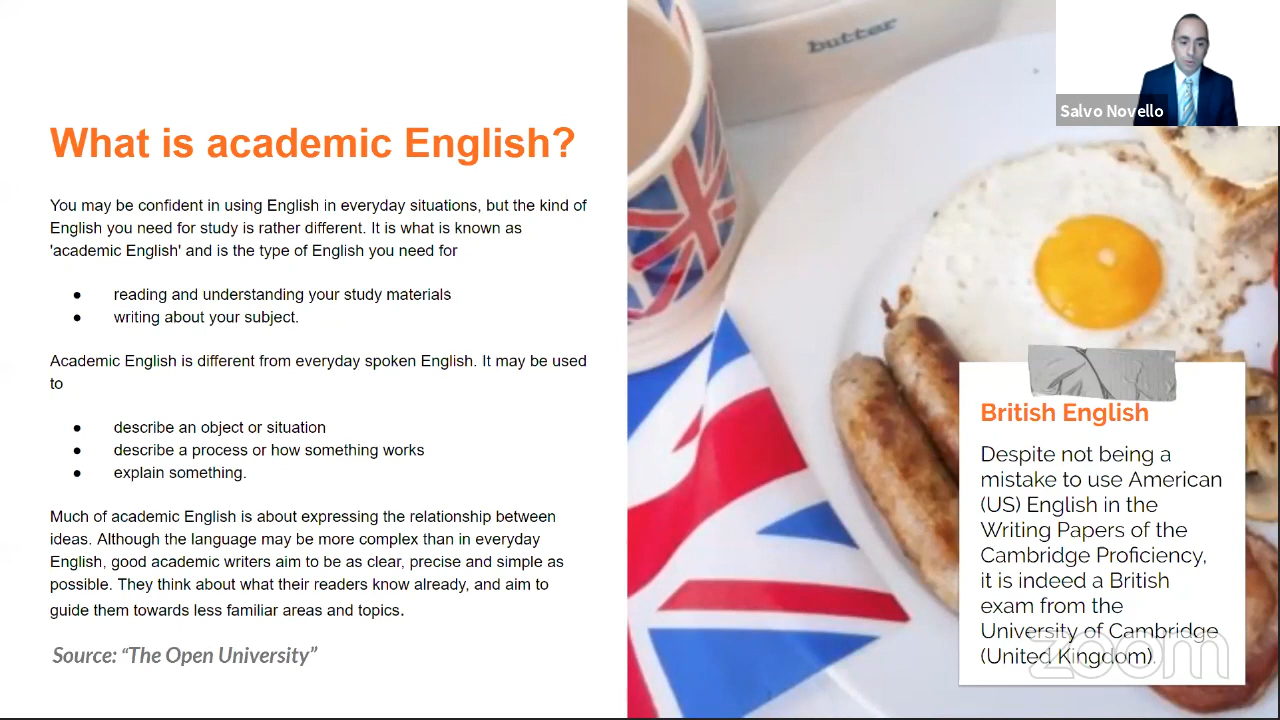 What is academic English?
You may be confident in using English in everyday situations, but the kind of
English you need for study is rather different. It is what is known as
'academic English' and is the type of English you need for
● reading and understanding your study materials
● writing about your subject.
Academic English is different from everyday spoken English. It may be used
to
● describe an object or situation
● describe a process or how something works
● explain something.
Much of academic English is about expressing the relationship between
ideas. Although the language may be more complex than in everyday
English, good academic writers aim to be as clear, precise and simple as
possible. They think about what their readers know already, and aim to
guide them towards less familiar areas and topics.
Source: “The Open University”
butter
Salvo Novello
British English
Despite not being a
mistake to use American
(US) English in the
Writing Papers of the
Cambridge Proficiency,
it is indeed a British
exam from the
University of Cambridge
(United Kingdom).
zoom